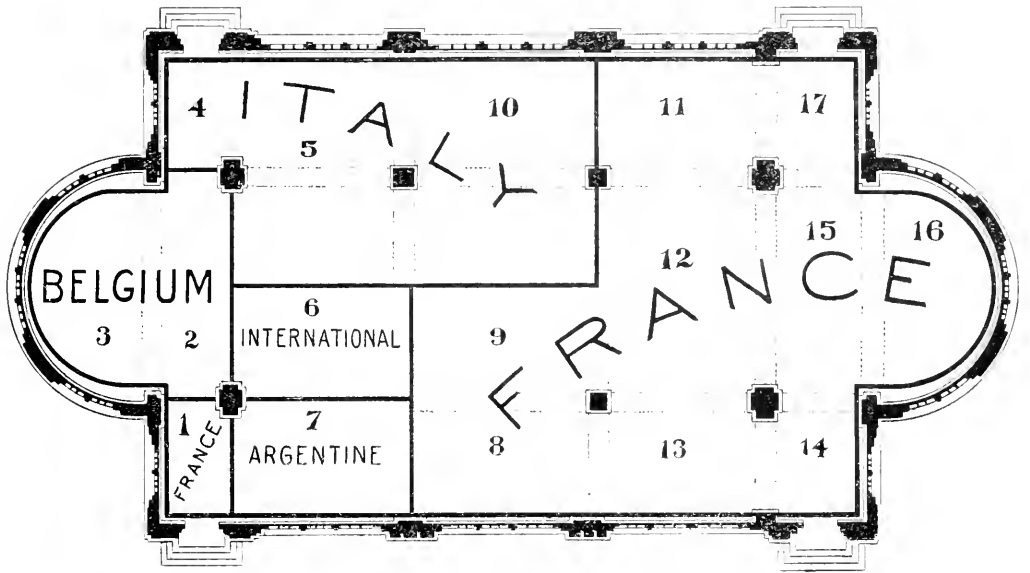 4 ITALY 10 11 17
5
BELGIUM
3 2
6
INTERNATIONAL
9 12 15 16
FRANCE
1
FRANCE
7
ARGENTINE
8 13 14